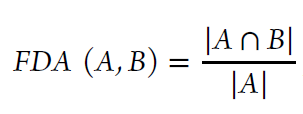 FDA (A, B) = |A ∩ B| / |A|